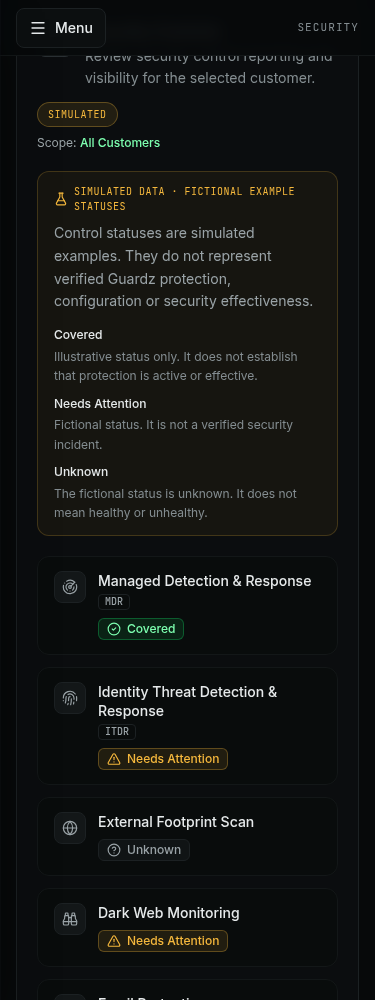 Menu
SECURITY
Review security control reporting and
visibility for the selected customer.
SIMULATED
Scope: All Customers
SIMULATED DATA · FICTIONAL EXAMPLE
STATUSES
Control statuses are simulated
examples. They do not represent
verified Guardz protection,
configuration or security effectiveness.
Covered
Illustrative status only. It does not establish
that protection is active or effective.
Needs Attention
Fictional status. It is not a verified security
incident.
Unknown
The fictional status is unknown. It does not
mean healthy or unhealthy.
Managed Detection & Response
MDR
Covered
Identity Threat Detection &
Response
ITDR
Needs Attention
External Footprint Scan
Unknown
Dark Web Monitoring
Needs Attention